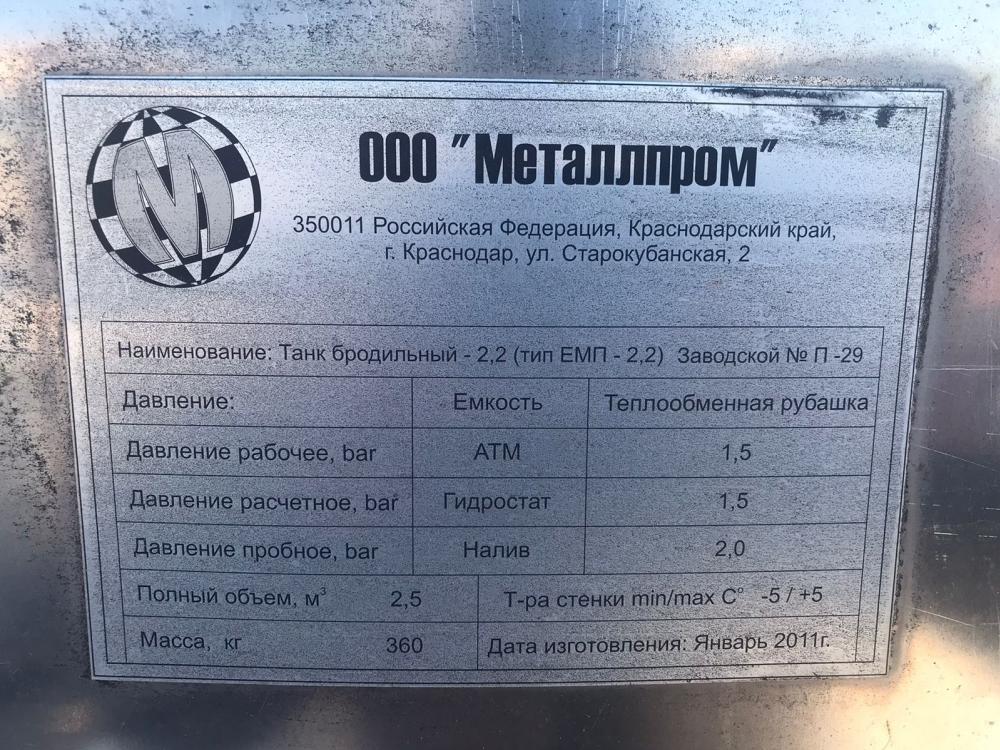 М
ООО "Металлпром"
350011 Российская Федерация, Краснодарский край,
г. Краснодар, ул. Старокубанская, 2
Наименование: Танк бродильный - 2,2 (тип ЕМП - 2,2) Заводской № П -29
Давление: Емкость Теплообменная рубашка
Давление рабочее, bar АТМ 1,5
Давление расчетное, bar Гидростат 1,5
Давление пробное, bar Налив 2,0
Полный объем, м³ 2,5 Т-ра стенки min/max C° -5 / +5
Масса, кг 360 Дата изготовления: Январь 2011г.